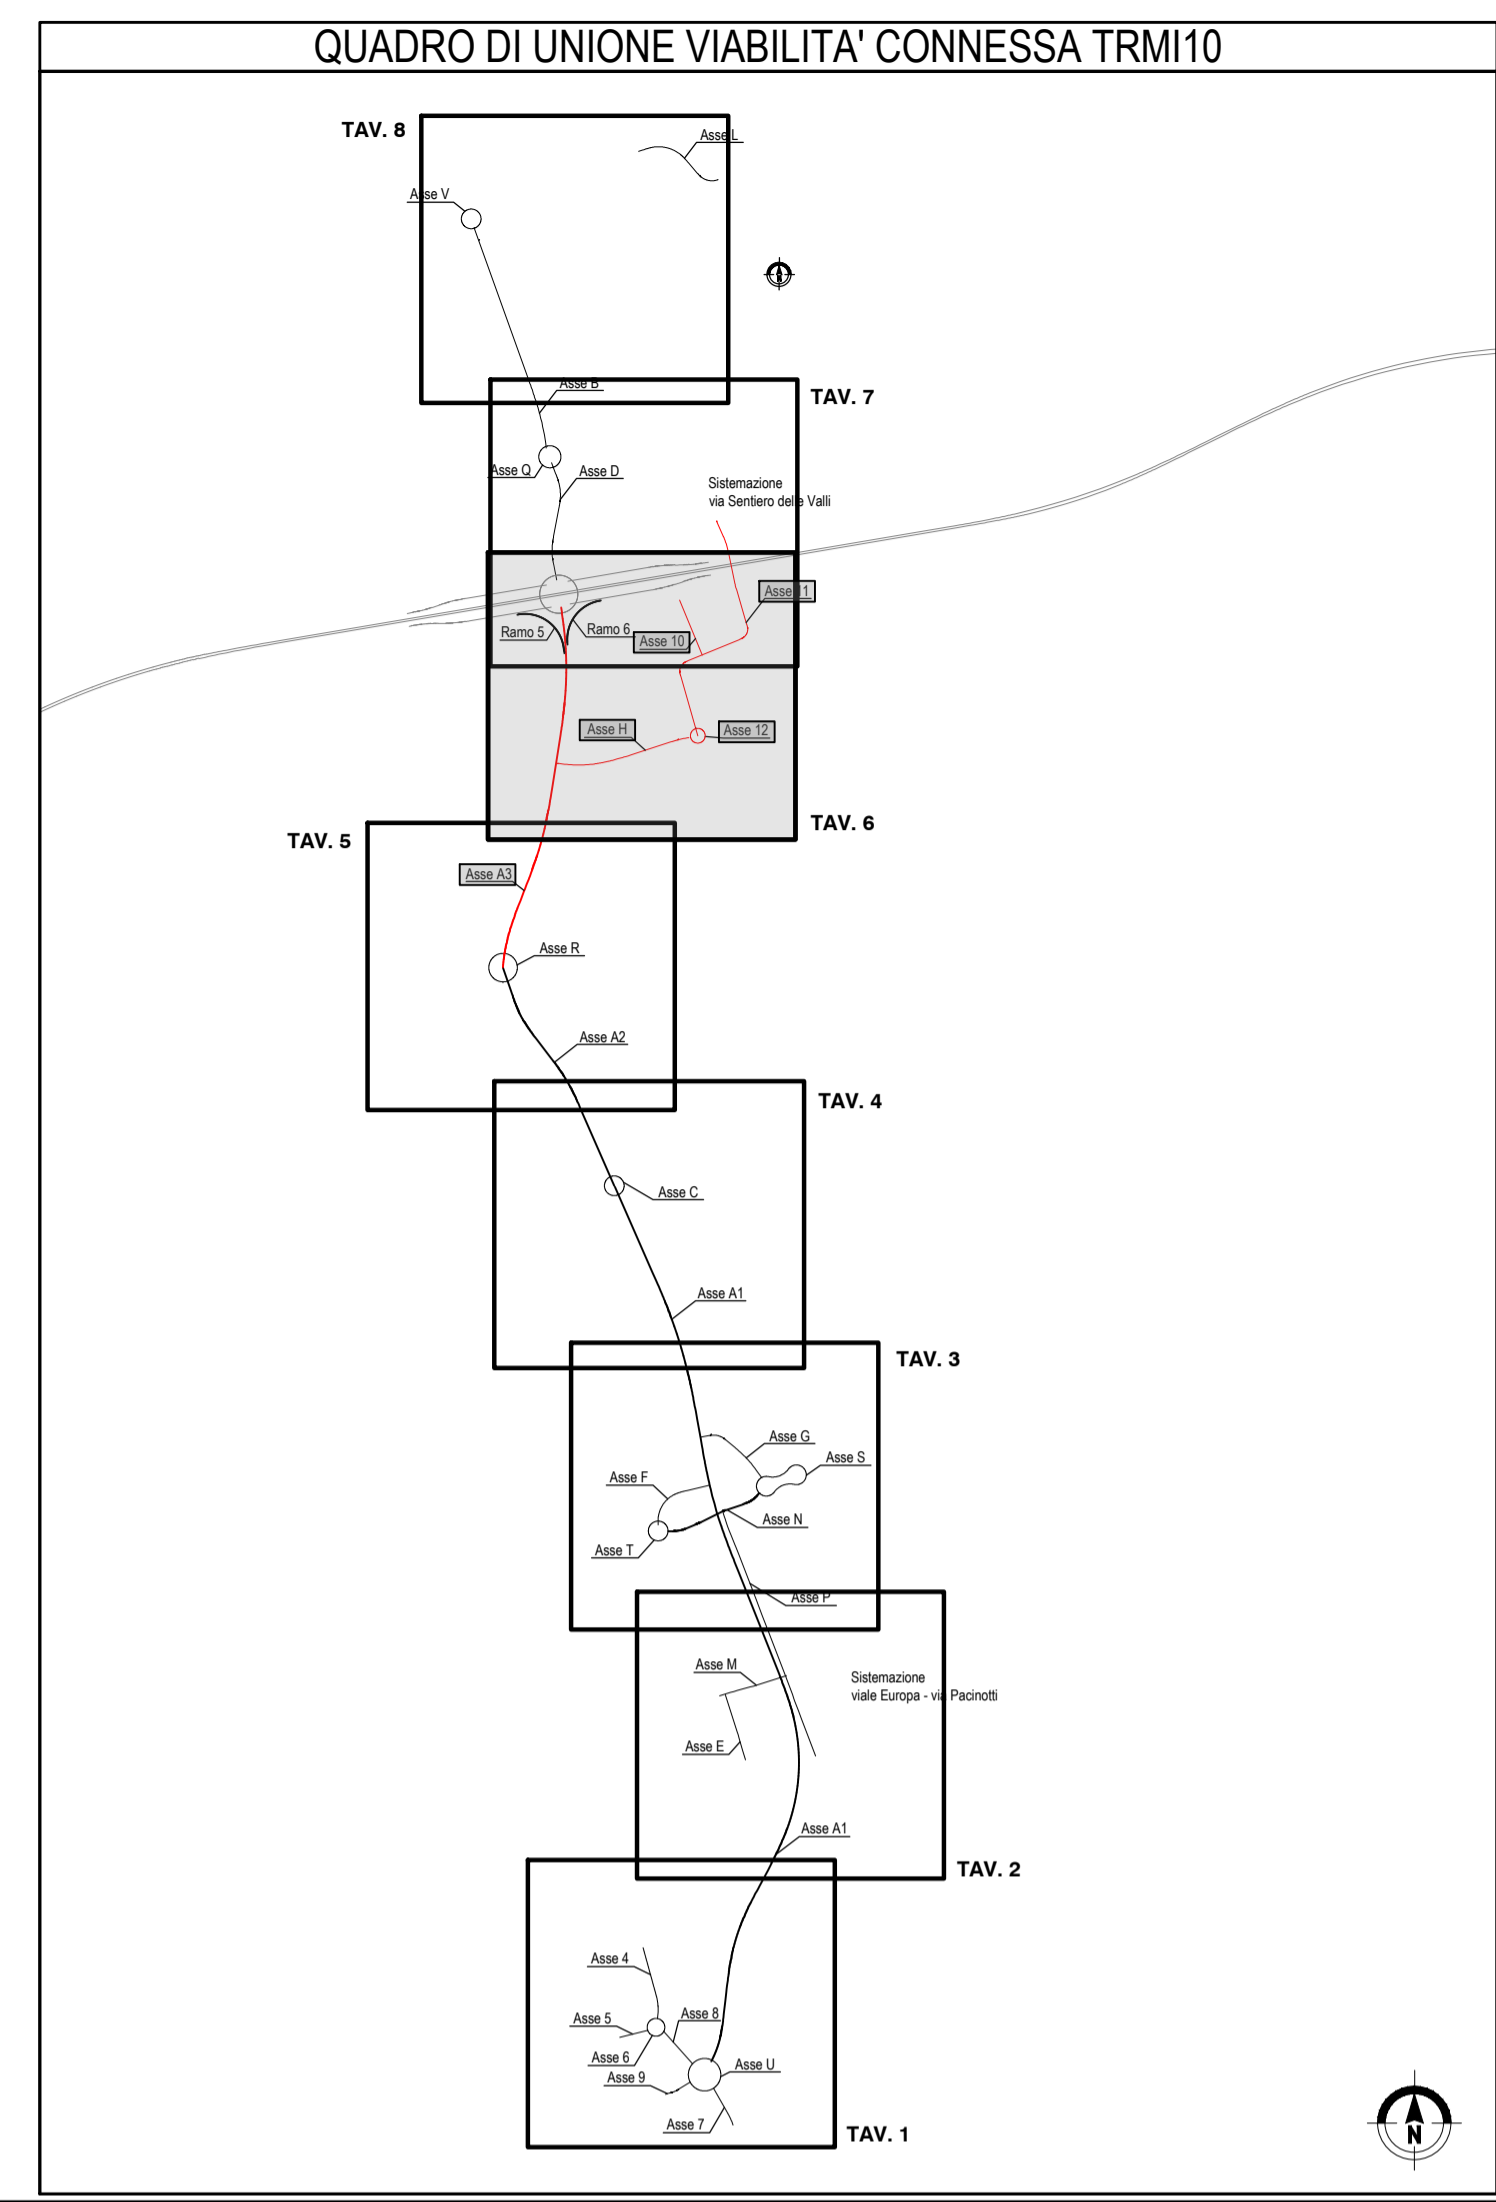 QUADRO DI UNIONE VIABILITA' CONNESSA TRMI10
TAV. 8
Asse L
Asse V
N
Asse B
TAV. 7
Asse Q
Asse D
Sistemazione
via Sentiero delle Valli
Asse 11
Ramo 5
Ramo 6
Asse 10
Asse H
Asse 12
TAV. 6
TAV. 5
Asse A3
Asse R
Asse A2
TAV. 4
Asse C
Asse A1
TAV. 3
Asse G
Asse S
Asse F
Asse N
Asse T
Asse P
Asse M
Sistemazione
viale Europa - via Pacinotti
Asse E
Asse A1
TAV. 2
Asse 4
Asse 8
Asse 5
Asse 6
Asse U
Asse 9
Asse 7
TAV. 1
N